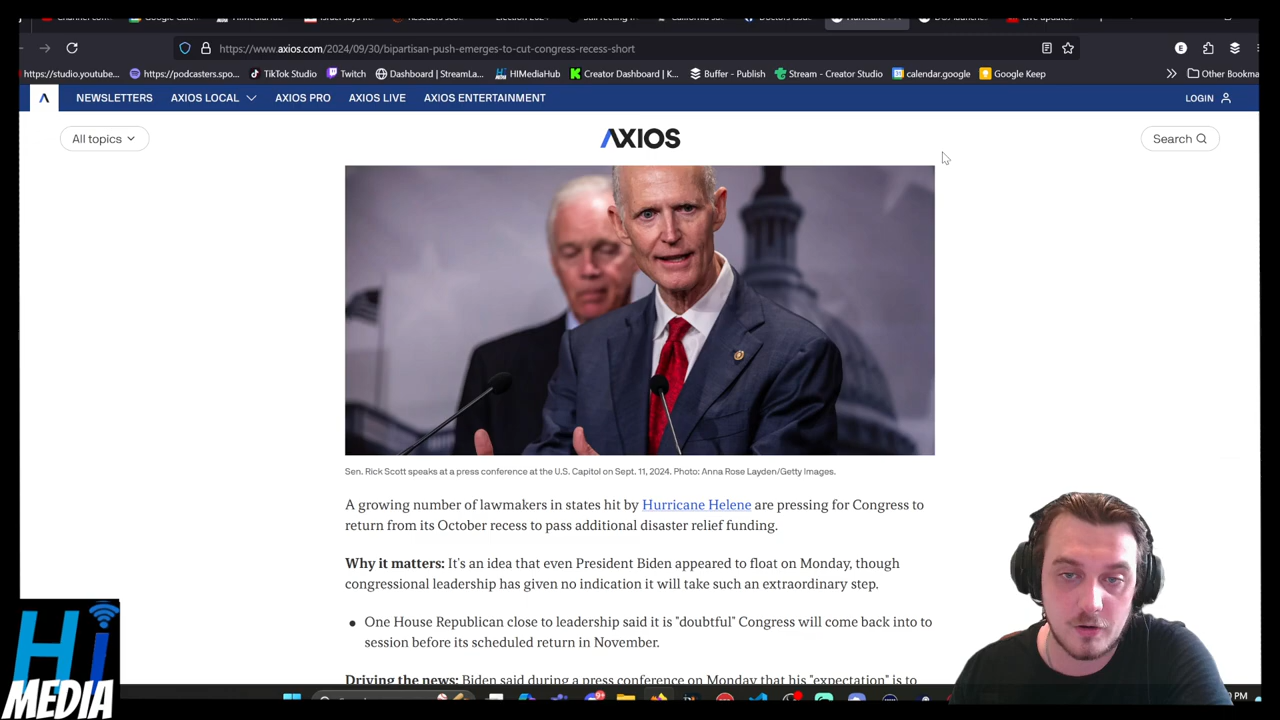 https://www.axios.com/2024/09/30/bipartisan-push-emerges-to-cut-congress-recess-short
https://studio.youtube... https://podcasters.spo... TikTok Studio Twitch Dashboard | StreamLa... HIMediaHub Creator Dashboard | K... Buffer - Publish Stream - Creator Studio calendar.google Google Keep Other Bookma
NEWSLETTERS AXIOS LOCAL AXIOS PRO AXIOS LIVE AXIOS ENTERTAINMENT LOGIN
All topics AXIOS Search
Sen. Rick Scott speaks at a press conference at the U.S. Capitol on Sept. 11, 2024. Photo: Anna Rose Layden/Getty Images.
A growing number of lawmakers in states hit by Hurricane Helene are pressing for Congress to
return from its October recess to pass additional disaster relief funding.
Why it matters: It's an idea that even President Biden appeared to float on Monday, though
congressional leadership has given no indication it will take such an extraordinary step.
• One House Republican close to leadership said it is "doubtful" Congress will come back into to
session before its scheduled return in November.
Driving the news: Biden said during a press conference on Monday that his "expectation" is to
Hi
MEDIA